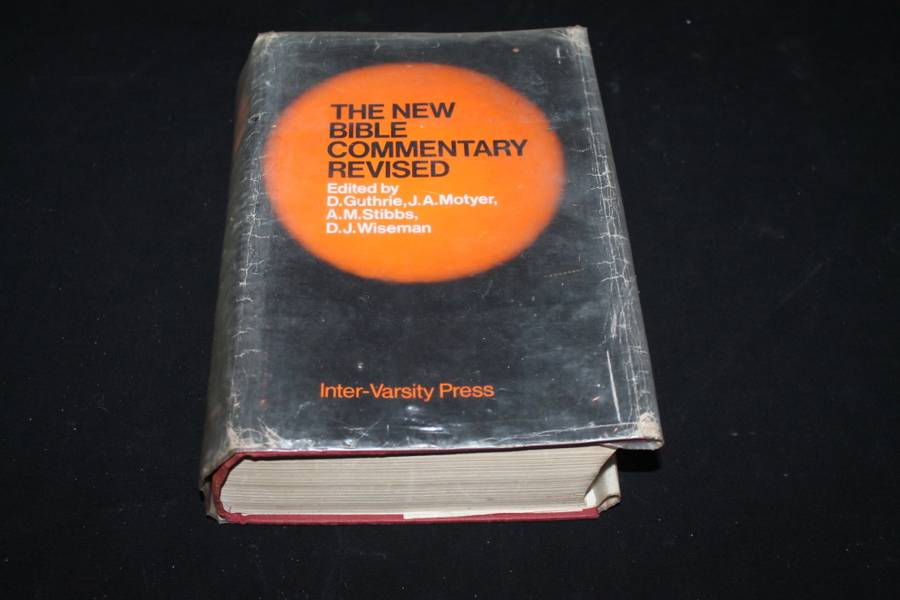 THE NEW
BIBLE
COMMENTARY
REVISED
Edited by
D.Guthrie, J.A.Motyer,
A.M.Stibbs,
D.J.Wiseman
Inter-Varsity Press